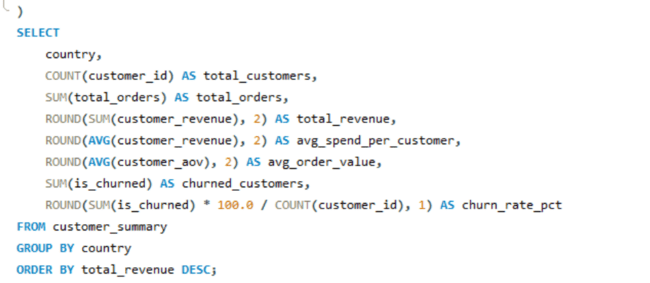 )
SELECT
country,
COUNT(customer_id) AS total_customers,
SUM(total_orders) AS total_orders,
ROUND(SUM(customer_revenue), 2) AS total_revenue,
ROUND(AVG(customer_revenue), 2) AS avg_spend_per_customer,
ROUND(AVG(customer_aov), 2) AS avg_order_value,
SUM(is_churned) AS churned_customers,
ROUND(SUM(is_churned) * 100.0 / COUNT(customer_id), 1) AS churn_rate_pct
FROM customer_summary
GROUP BY country
ORDER BY total_revenue DESC;